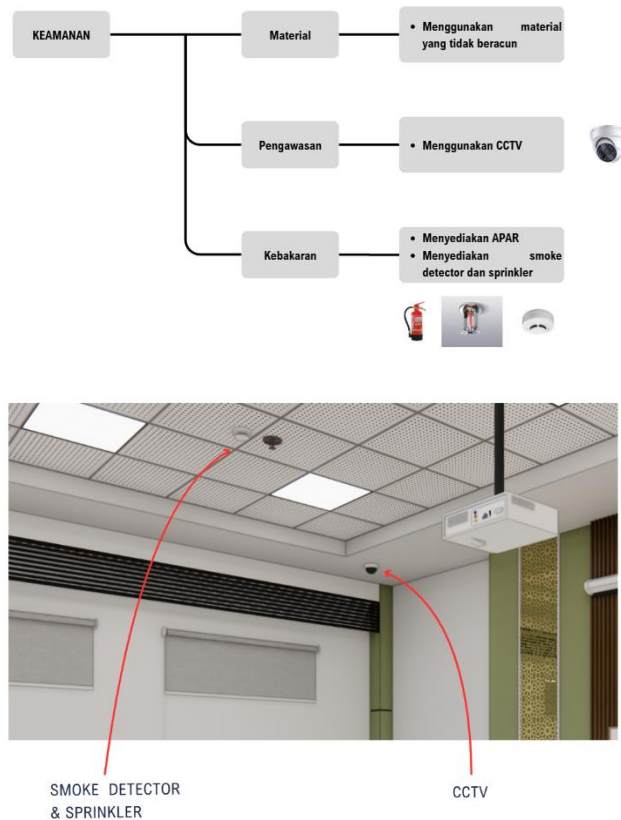 KEAMANAN
Material
• Menggunakan material
yang tidak beracun
Pengawasan
• Menggunakan CCTV
Kebakaran
• Menyediakan APAR
• Menyediakan smoke
detector dan sprinkler
SMOKE DETECTOR
& SPRINKLER
CCTV